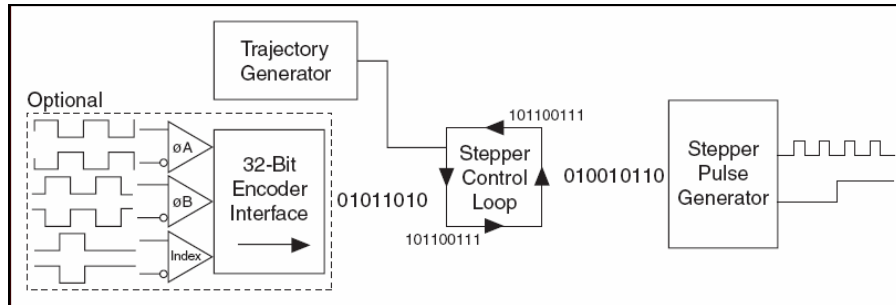 Trajectory
Generator
Optional
øA
øB
Index
32-Bit
Encoder
Interface
01011010
101100111
Stepper
Control
Loop
101100111
010010110
Stepper
Pulse
Generator